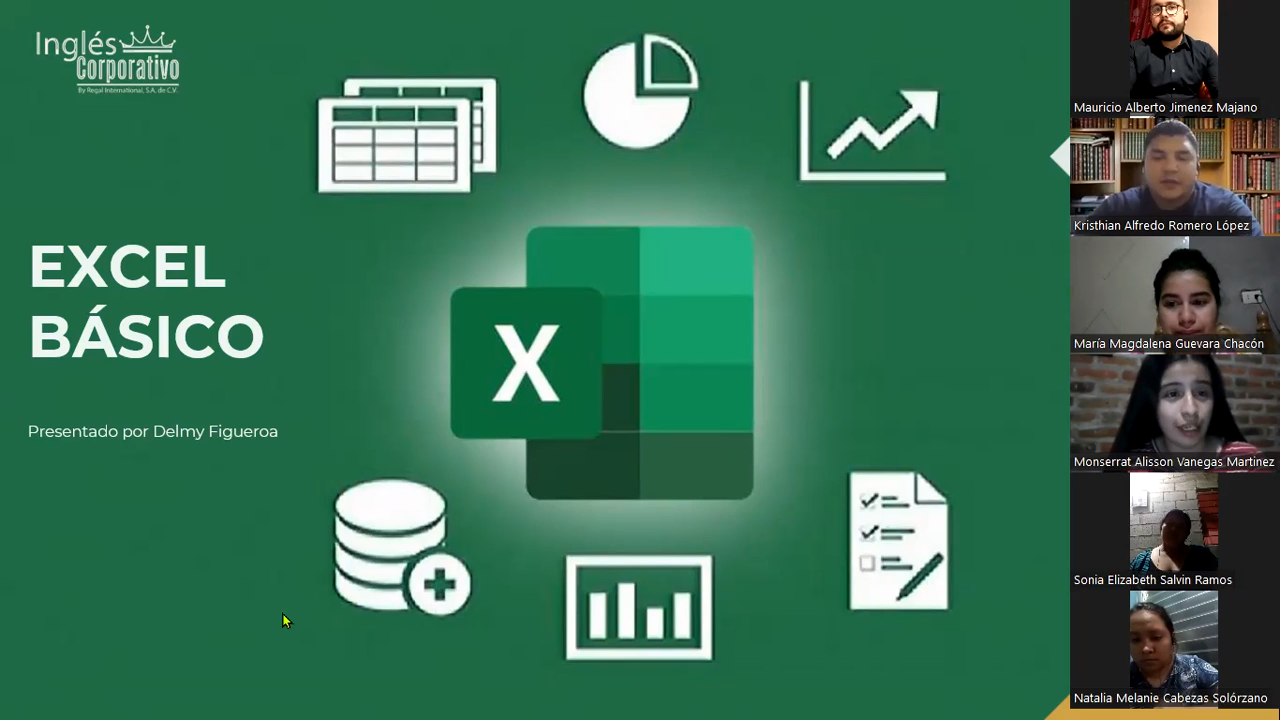 Inglés
Corporativo
By Regal International, S.A. de C.V.
EXCEL
BÁSICO
Presentado por Delmy Figueroa
X
Mauricio Alberto Jimenez Majano
Kristhian Alfredo Romero López
María Magdalena Guevara Chacón
Monserrat Alisson Vanegas Martinez
Sonia Elizabeth Salvin Ramos
Natalia Melanie Cabezas Solórzano